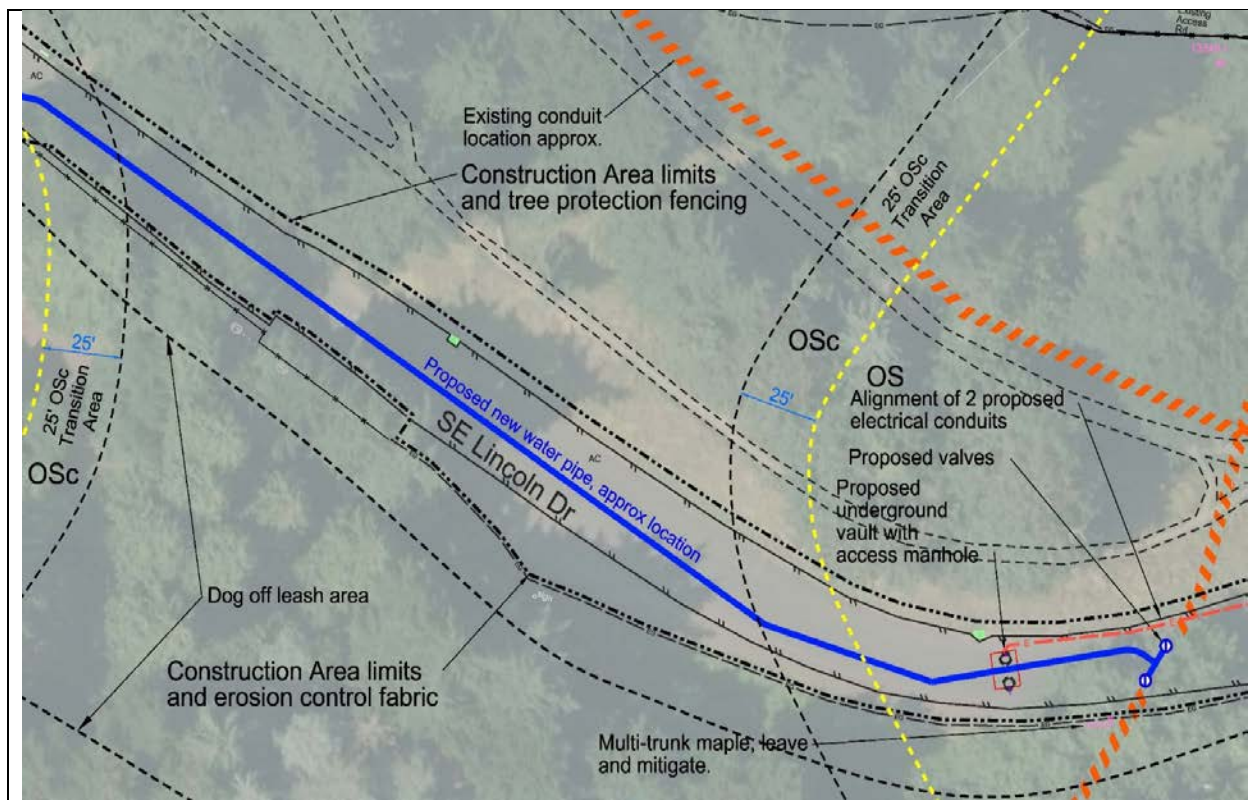 Existing
Access
Rd
AC
Existing conduit
location approx.
Construction Area limits
and tree protection fencing
25' OSc
Transition
Area
OSc
25'
25'
25' OSc
Transition
Area
OSc
OS
Alignment of 2 proposed
electrical conduits
Proposed valves
Proposed
underground
vault with
access manhole
Proposed new water pipe, approx location
AC
SE Lincoln Dr
Dog off leash area
Construction Area limits
and erosion control fabric
E
E
Multi-trunk maple; leave
and mitigate.